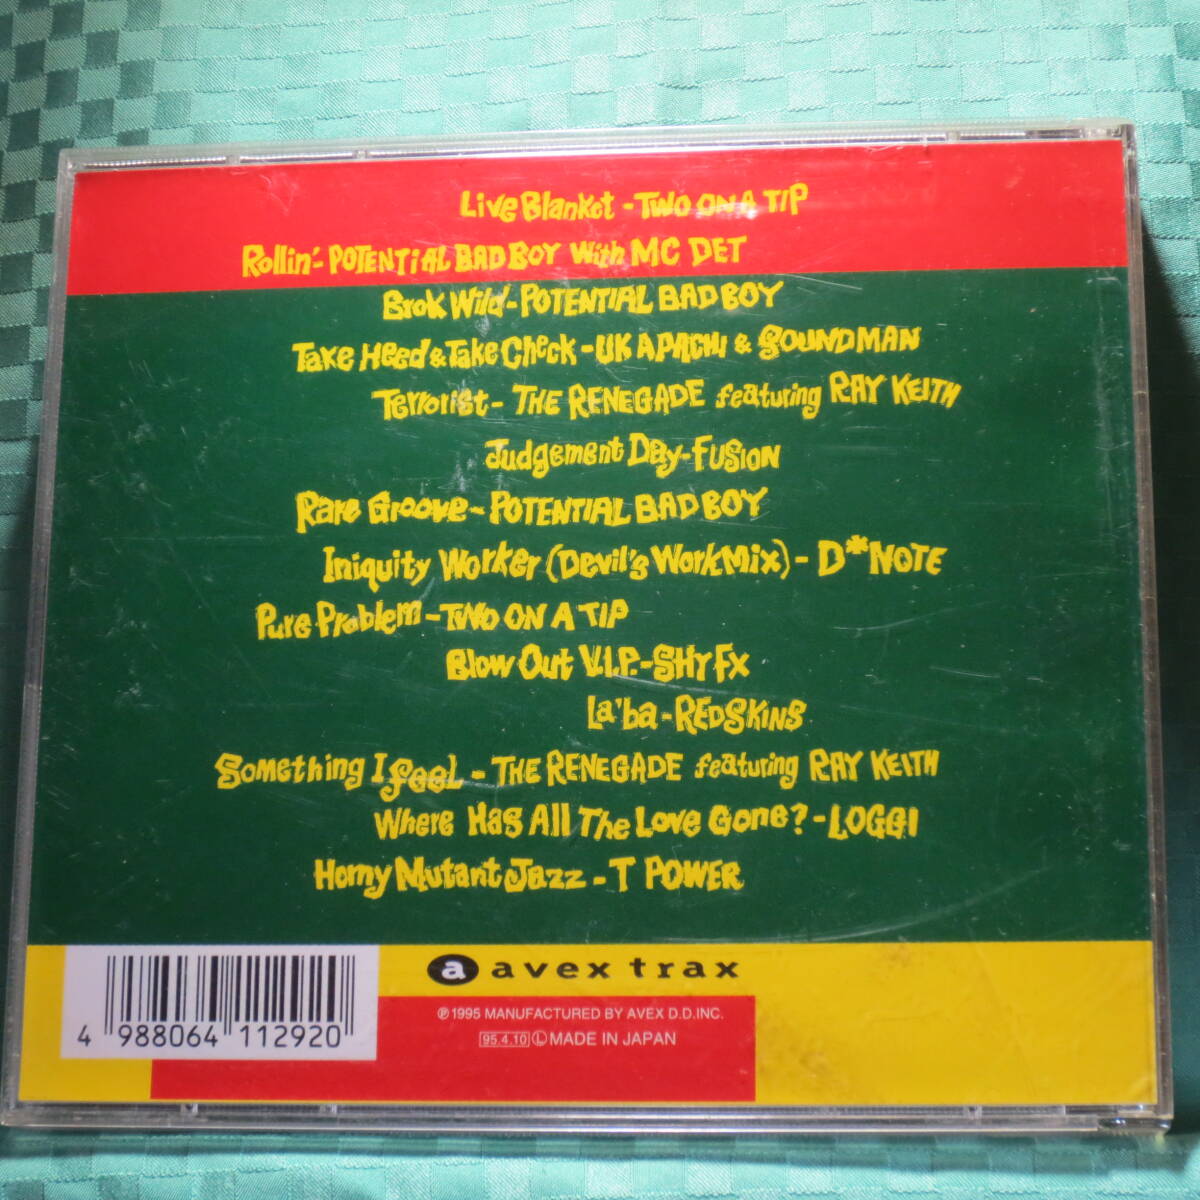 Live Blanket - TWO ON A TIP
Rollin' - POTENTIAL BAD BOY With MC DET
Brok Wild - POTENTIAL BAD BOY
Take Heed & Take Check - UK APACHI & SOUNDMAN
Terrorist - THE RENEGADE featuring RAY KEITH
Judgement Day - FUSION
Rare Groove - POTENTIAL BAD BOY
Iniquity Worker (Devil's Work Mix) - D*NOTE
Pure Problem - TWO ON A TIP
Blow Out V.I.P. - SHY FX
La'ba - REDSKINS
Something I feel - THE RENEGADE featuring RAY KEITH
Where Has All The Love Gone? - LOGGI
Horny Mutant Jazz - T POWER
a avex trax
℗1995 MANUFACTURED BY AVEX D.D.INC.
95.4.10 Ⓛ MADE IN JAPAN
4 988064 112920